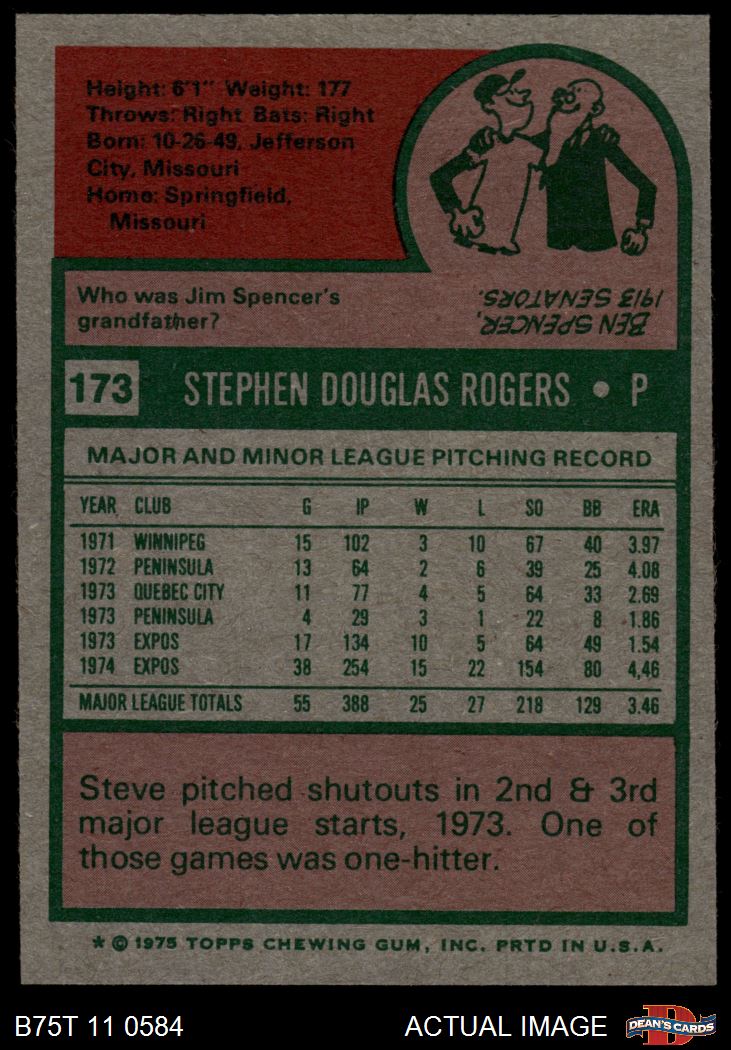 Height: 6'1" Weight: 177
Throws: Right Bats: Right
Born: 10-26-49, Jefferson
City, Missouri
Home: Springfield,
Missouri
Who was Jim Spencer's
grandfather?
BEN SPENCER,
1913 SENATORS.
173 STEPHEN DOUGLAS ROGERS • P
MAJOR AND MINOR LEAGUE PITCHING RECORD
YEAR CLUB G IP W L SO BB ERA
1971 WINNIPEG 15 102 3 10 67 40 3.97
1972 PENINSULA 13 64 2 6 39 25 4.08
1973 QUEBEC CITY 11 77 4 5 64 33 2.69
1973 PENINSULA 4 29 3 1 22 8 1.86
1973 EXPOS 17 134 10 5 64 49 1.54
1974 EXPOS 38 254 15 22 154 80 4,46
MAJOR LEAGUE TOTALS 55 388 25 27 218 129 3.46
Steve pitched shutouts in 2nd & 3rd
major league starts, 1973. One of
those games was one-hitter.
* © 1975 TOPPS CHEWING GUM, INC. PRTD IN U.S.A.
B75T 11 0584 ACTUAL IMAGE DEAN'S CARDS